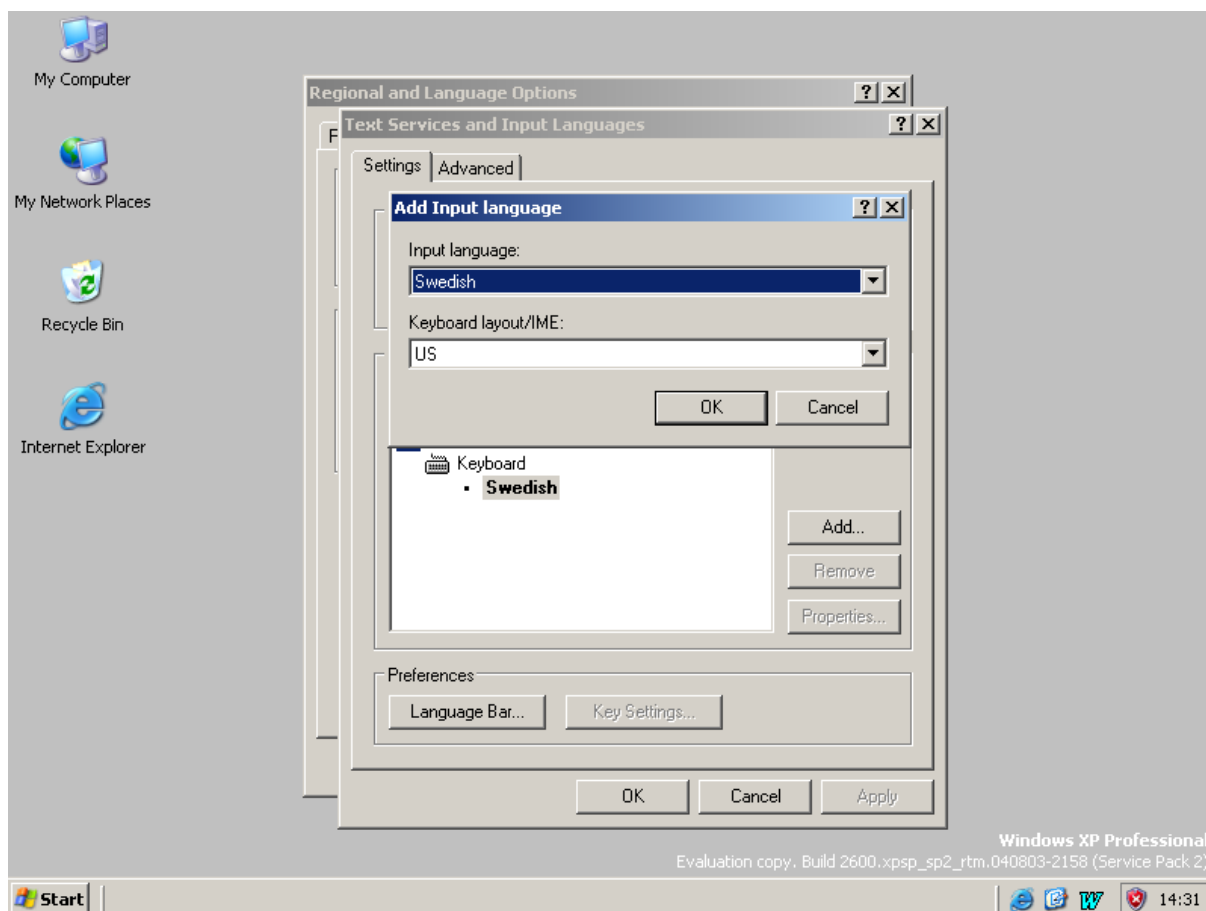 My Computer
My Network Places
Recycle Bin
Internet Explorer
Regional and Language Options
Text Services and Input Languages
Settings
Advanced
Add Input language
Input language:
Swedish
Keyboard layout/IME:
US
OK
Cancel
Keyboard
Swedish
Add...
Remove
Properties...
Preferences
Language Bar...
Key Settings...
OK
Cancel
Apply
Windows XP Professional
Evaluation copy. Build 2600.xpsp_sp2_rtm.040803-2158 (Service Pack 2)
Start
14:31